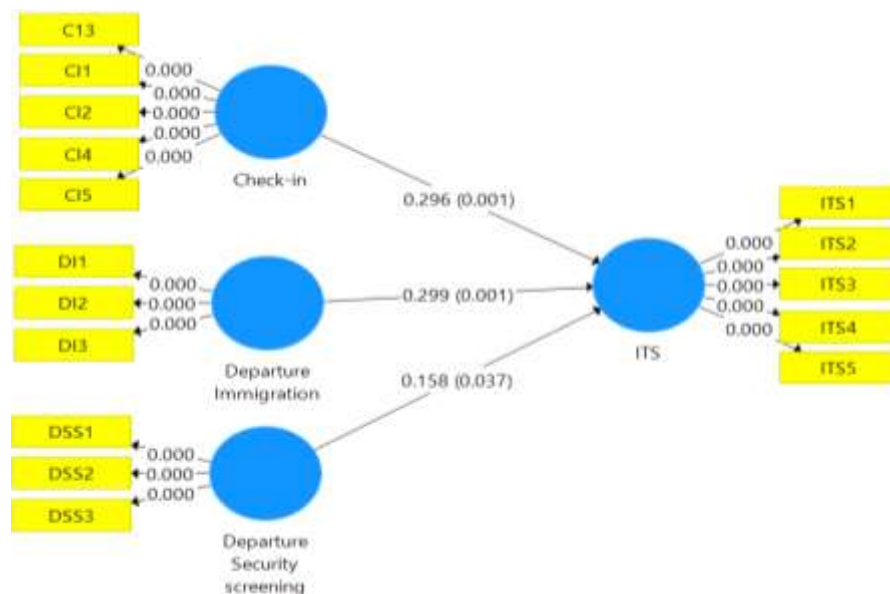 C13
CI1
CI2
CI4
CI5
0.000
0.000
0.000
0.000
0.000
Check-in
0.296 (0.001)
DI1
DI2
DI3
0.000
0.000
0.000
Departure
Immigration
0.299 (0.001)
DSS1
DSS2
DSS3
0.000
0.000
0.000
Departure
Security
screening
0.158 (0.037)
ITS
0.000
0.000
0.000
0.000
0.000
ITS1
ITS2
ITS3
ITS4
ITS5